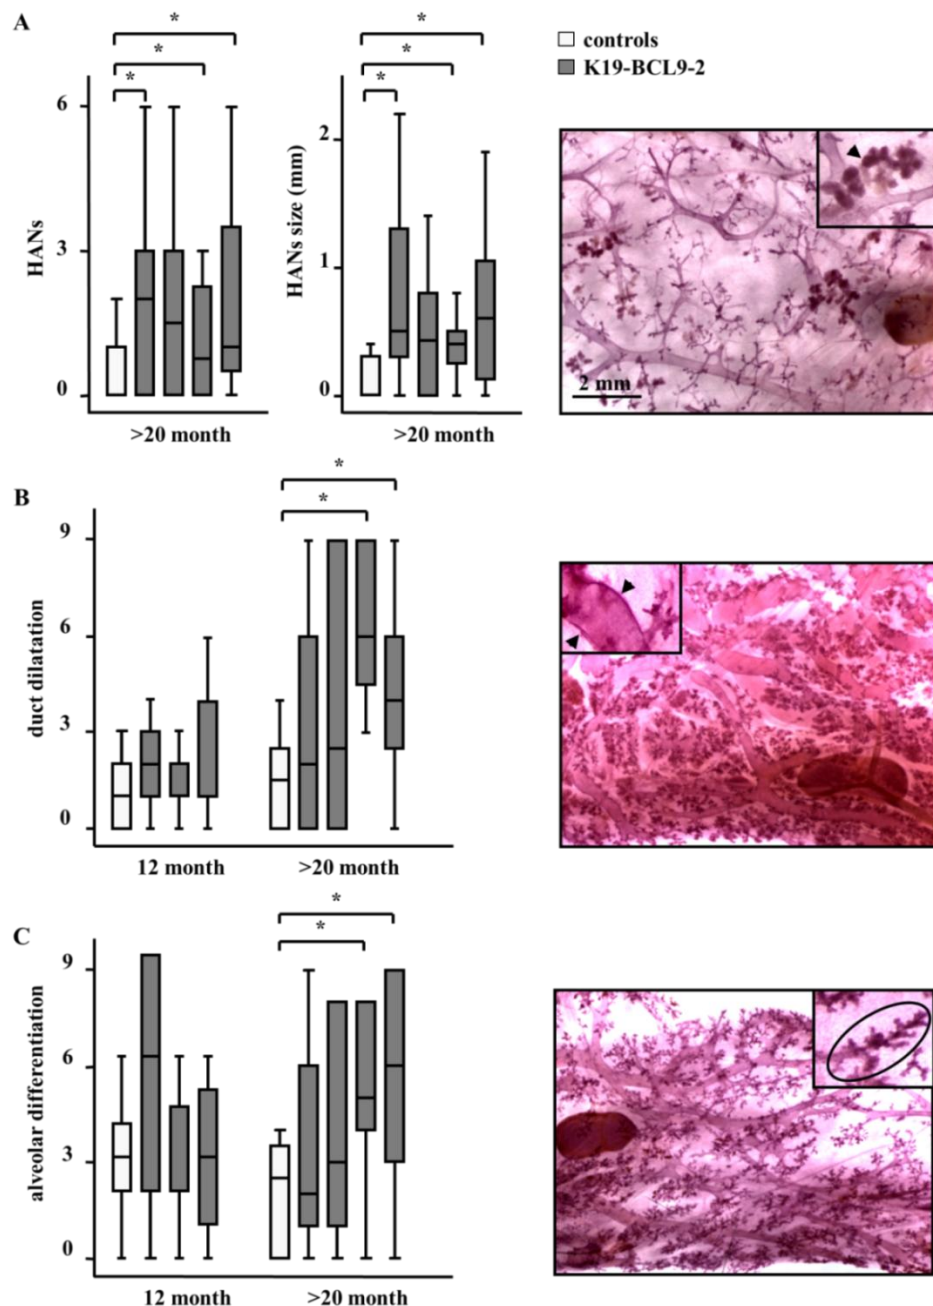 A
*
*
*
6
3
0
HANs
>20 month
*
*
*
2
1
0
HANs size (mm)
>20 month
controls
K19-BCL9-2
2 mm
B
*
*
9
6
3
0
duct dilatation
12 month
>20 month
C
*
*
9
6
3
0
alveolar differentiation
12 month
>20 month